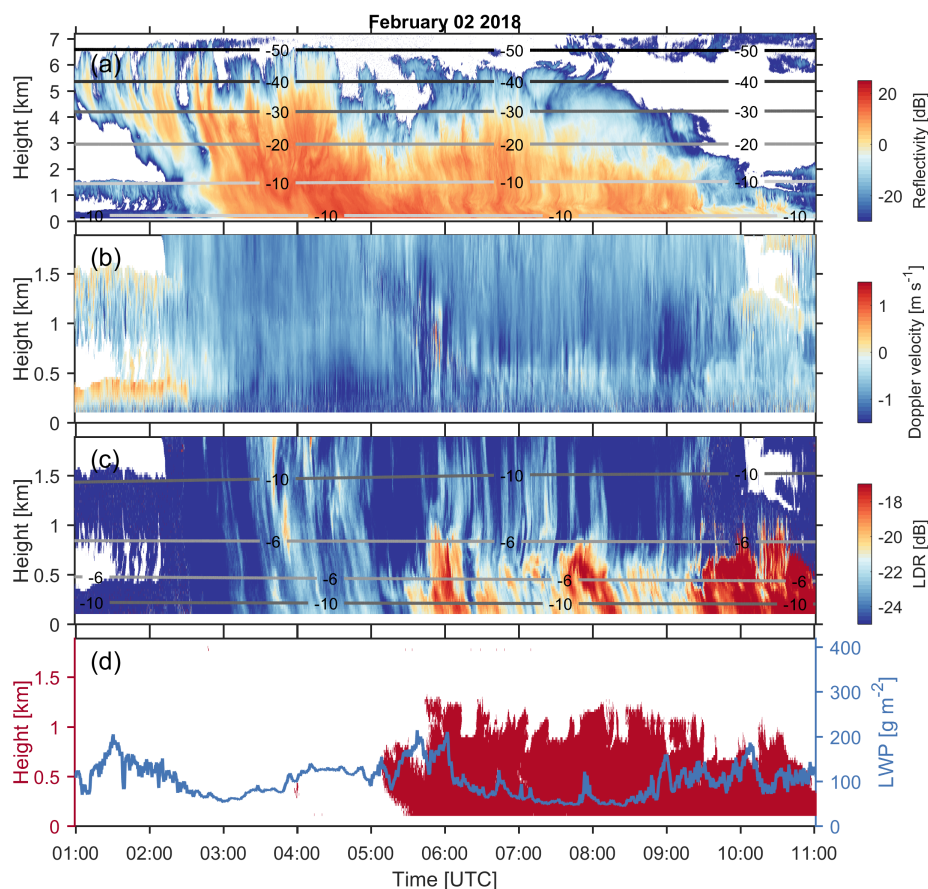 February 02 2018
(a)
7
6
5
4
3
2
1
0
Height [km]
-50 -50 -50
-40 -40 -40
-30 -30 -30
-20 -20 -20
-10 -10 -10
-10 -10 -10 -10
20
0
-20
Reflectivity [dB]
(b)
1.5
1
0.5
0
Height [km]
1
0
-1
Doppler velocity [m s-1]
(c)
1.5
1
0.5
0
Height [km]
-10 -10 -10
-6 -6 -6
-6 -6 -6 -6
-10 -10 -10 -10
-18
-20
-22
-24
LDR [dB]
(d)
1.5
1
0.5
0
Height [km]
400
300
200
100
0
LWP [g m-2]
01:00 02:00 03:00 04:00 05:00 06:00 07:00 08:00 09:00 10:00 11:00
Time [UTC]